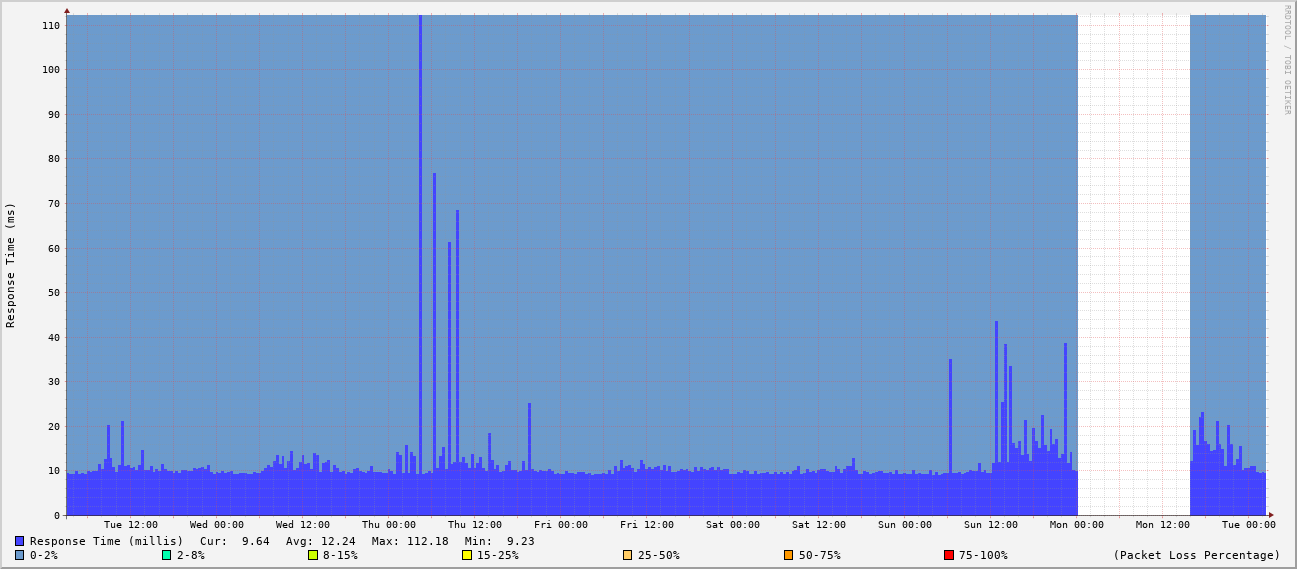 RRDTOOL / TOBI OETIKER
Response Time (ms)
110
100
90
80
70
60
50
40
30
20
10
0
Tue 12:00 Wed 00:00 Wed 12:00 Thu 00:00 Thu 12:00 Fri 00:00 Fri 12:00 Sat 00:00 Sat 12:00 Sun 00:00 Sun 12:00 Mon 00:00 Mon 12:00 Tue 00:00
Response Time (millis) Cur: 9.64 Avg: 12.24 Max: 112.18 Min: 9.23
0-2% 2-8% 8-15% 15-25% 25-50% 50-75% 75-100% (Packet Loss Percentage)